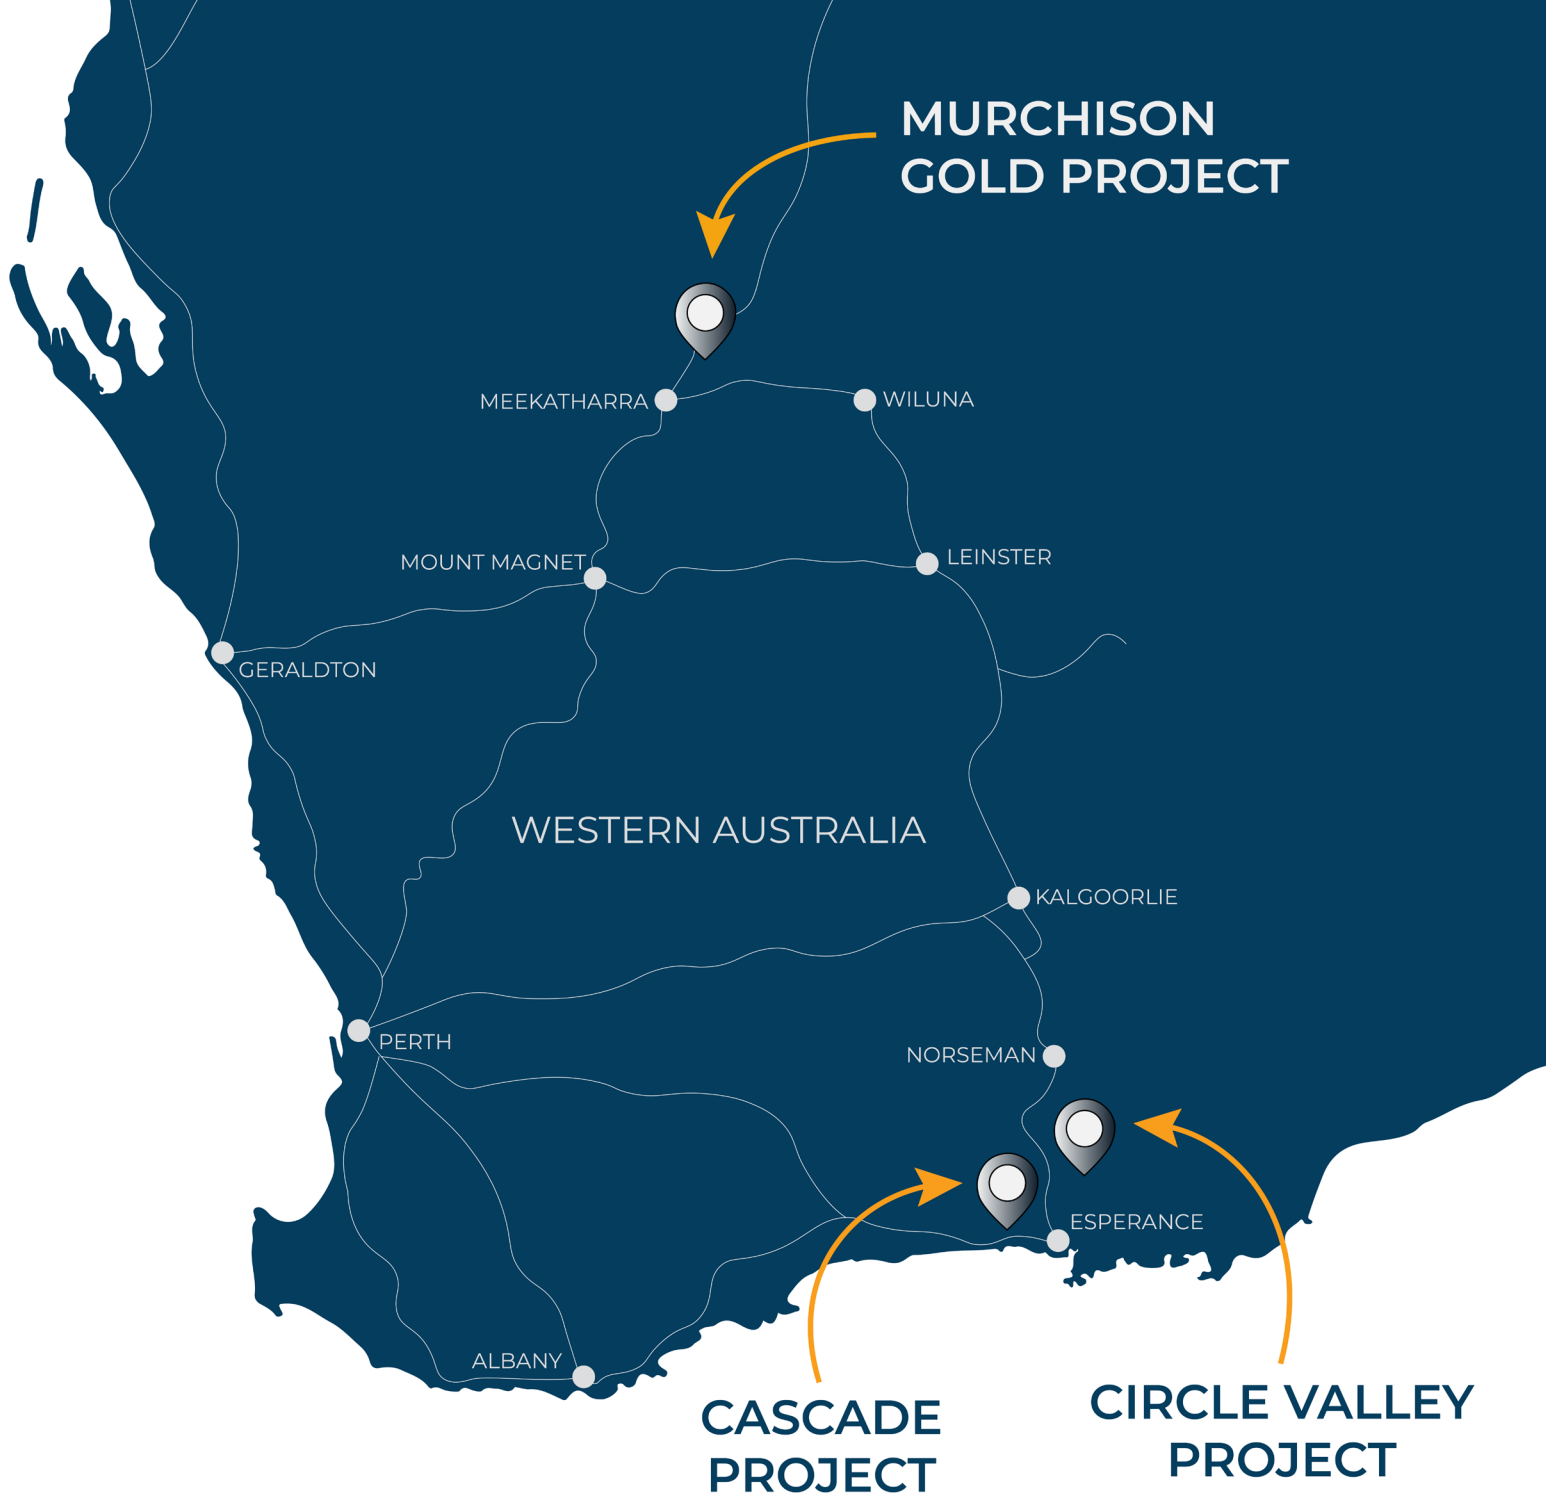 MURCHISON
GOLD PROJECT
MEEKATHARRA
WILUNA
MOUNT MAGNET
LEINSTER
GERALDTON
WESTERN AUSTRALIA
KALGOORLIE
PERTH
NORSEMAN
ESPERANCE
ALBANY
CASCADE
PROJECT
CIRCLE VALLEY
PROJECT